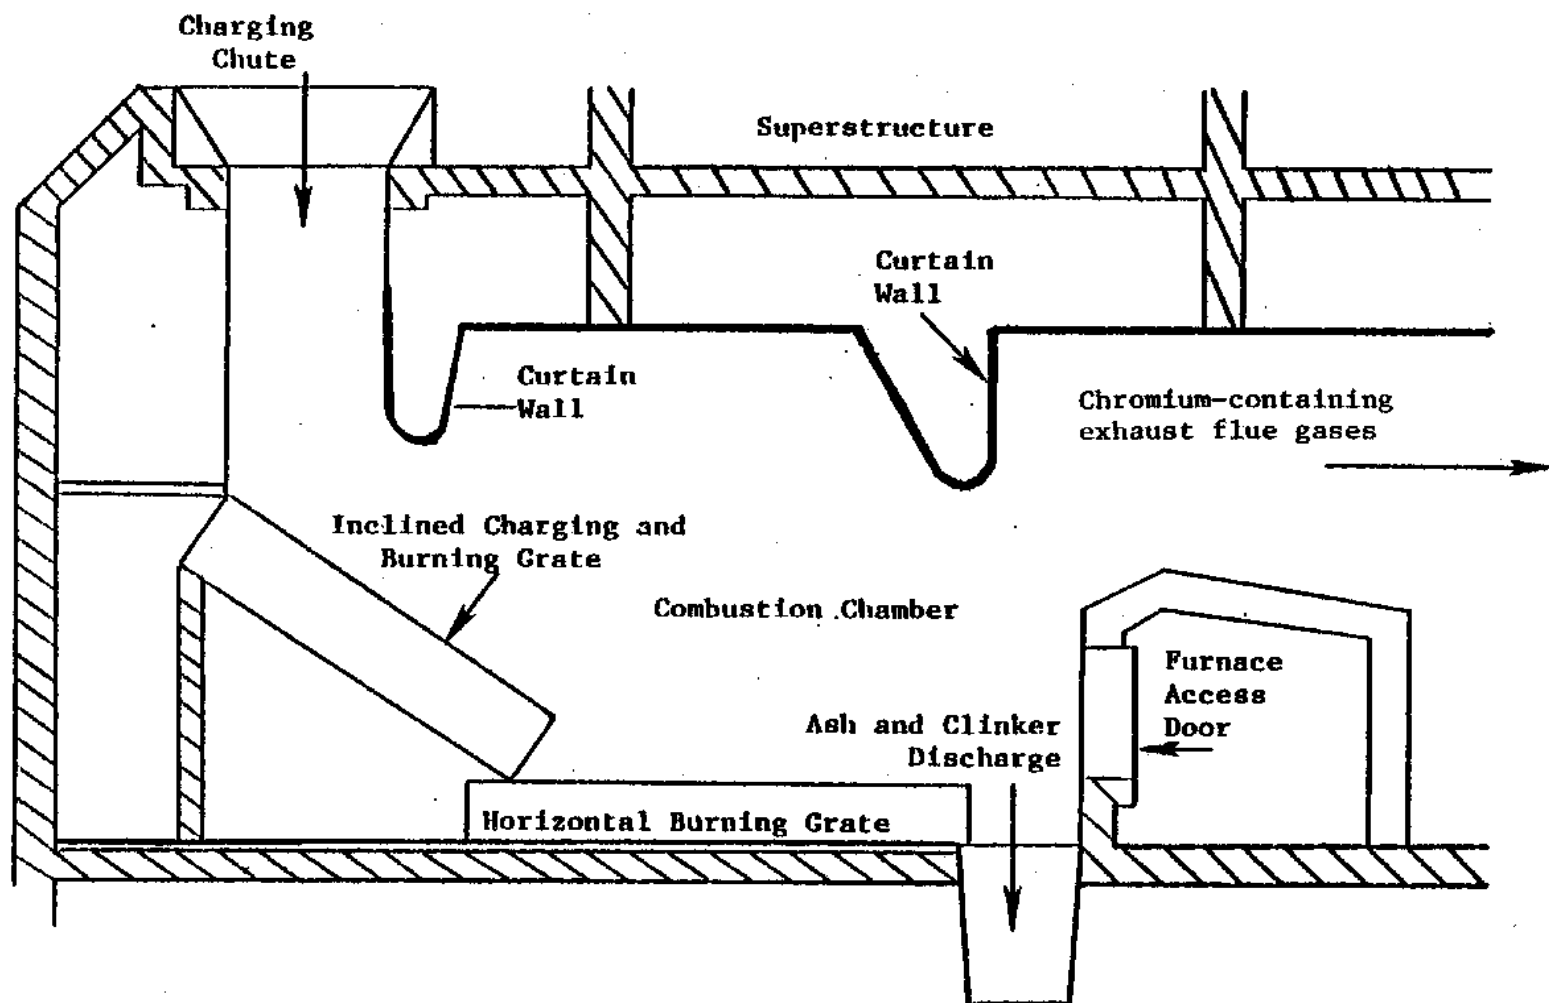 Charging
Chute
Superstructure
Curtain
Wall
Curtain
Wall
Chromium-containing
exhaust flue gases
Inclined Charging and
Burning Grate
Combustion Chamber
Furnace
Access
Door
Ash and Clinker
Discharge
Horizontal Burning Grate